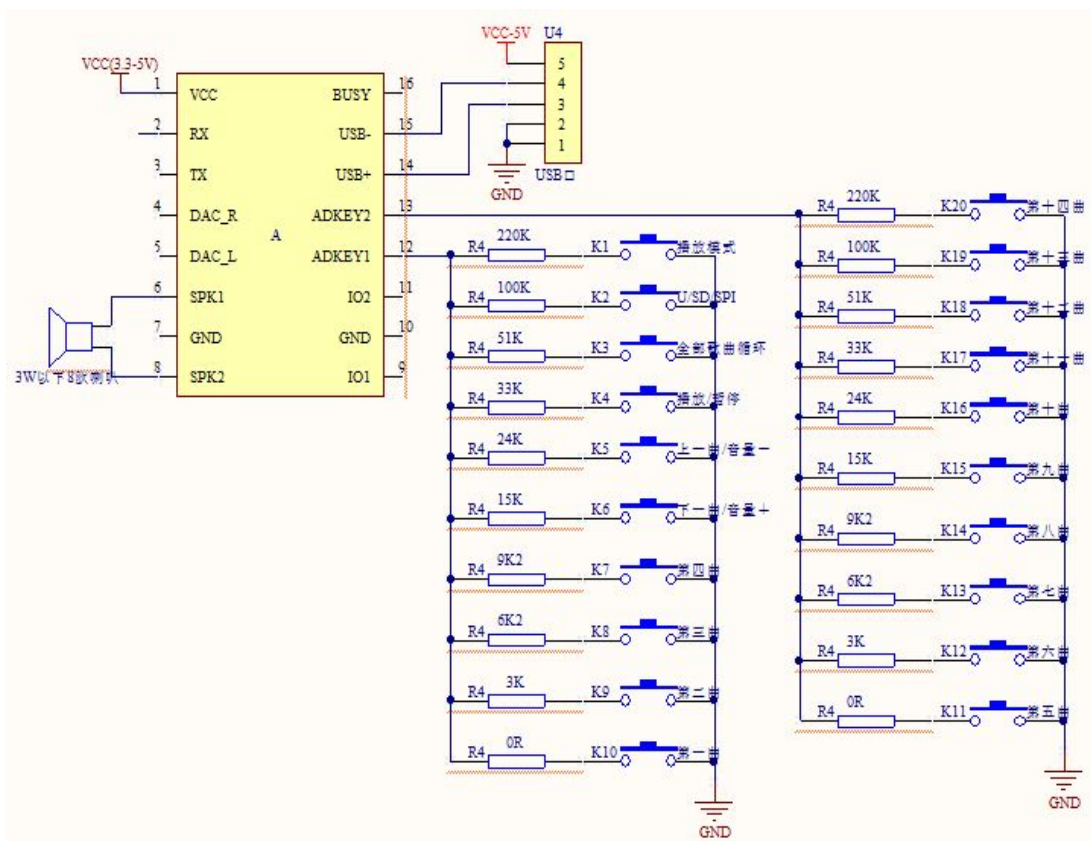 VCC-5V
U4
5
4
3
2
1
USB口
GND
VCC(3.3-5V)
1
VCC
2
RX
3
TX
4
DAC_R
5
DAC_L
6
SPK1
7
GND
8
SPK2
A
BUSY
16
USB-
15
USB+
14
ADKEY2
13
ADKEY1
12
IO2
11
GND
10
IO1
9
3W以下8欧喇叭
R4 220K K1 播放模式
R4 100K K2 U/SD/SPI
R4 51K K3 全部歌曲循环
R4 33K K4 播放/暂停
R4 24K K5 上一曲/音量－
R4 15K K6 下一曲/音量＋
R4 9K2 K7 第四曲
R4 6K2 K8 第三曲
R4 3K K9 第二曲
R4 0R K10 第一曲
GND
R4 220K K20 第十四曲
R4 100K K19 第十三曲
R4 51K K18 第十二曲
R4 33K K17 第十一曲
R4 24K K16 第十曲
R4 15K K15 第九曲
R4 9K2 K14 第八曲
R4 6K2 K13 第七曲
R4 3K K12 第六曲
R4 0R K11 第五曲
GND